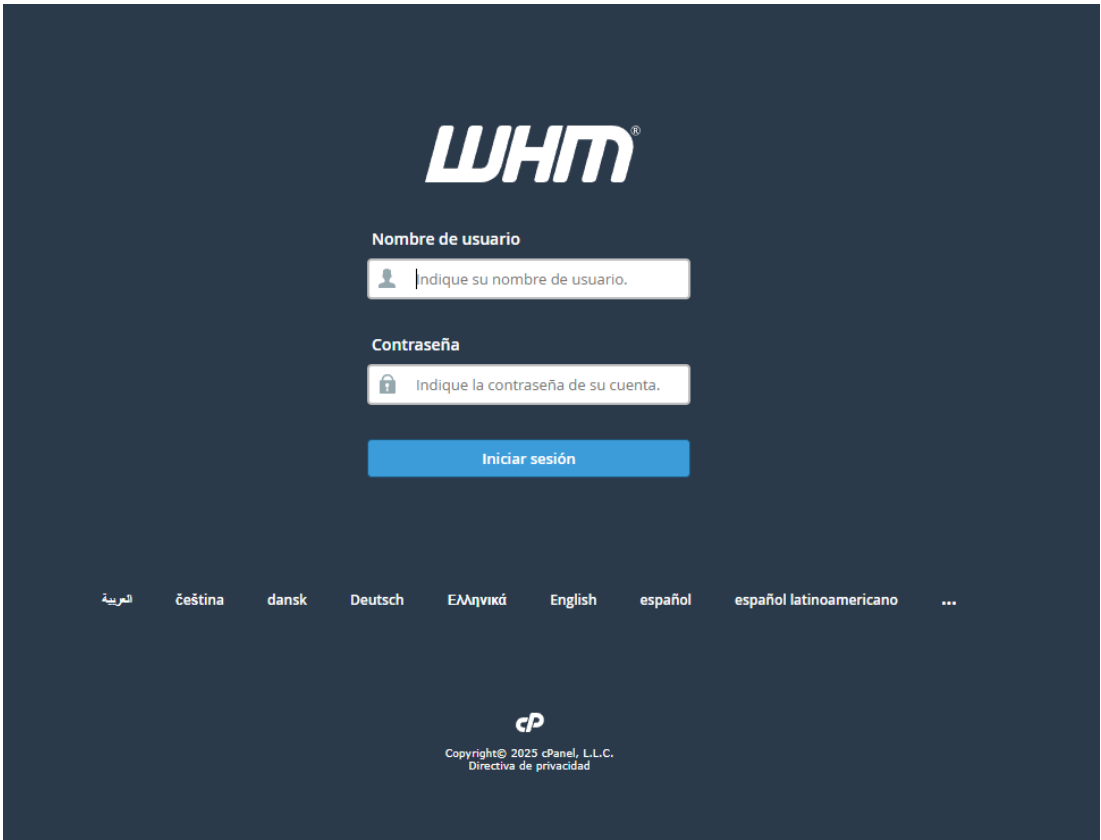 WHM®
Nombre de usuario
Indique su nombre de usuario.
Contraseña
Indique la contraseña de su cuenta.
Iniciar sesión
العربية čeština dansk Deutsch Ελληνικά English español español latinoamericano ...
cP
Copyright© 2025 cPanel, L.L.C.
Directiva de privacidad